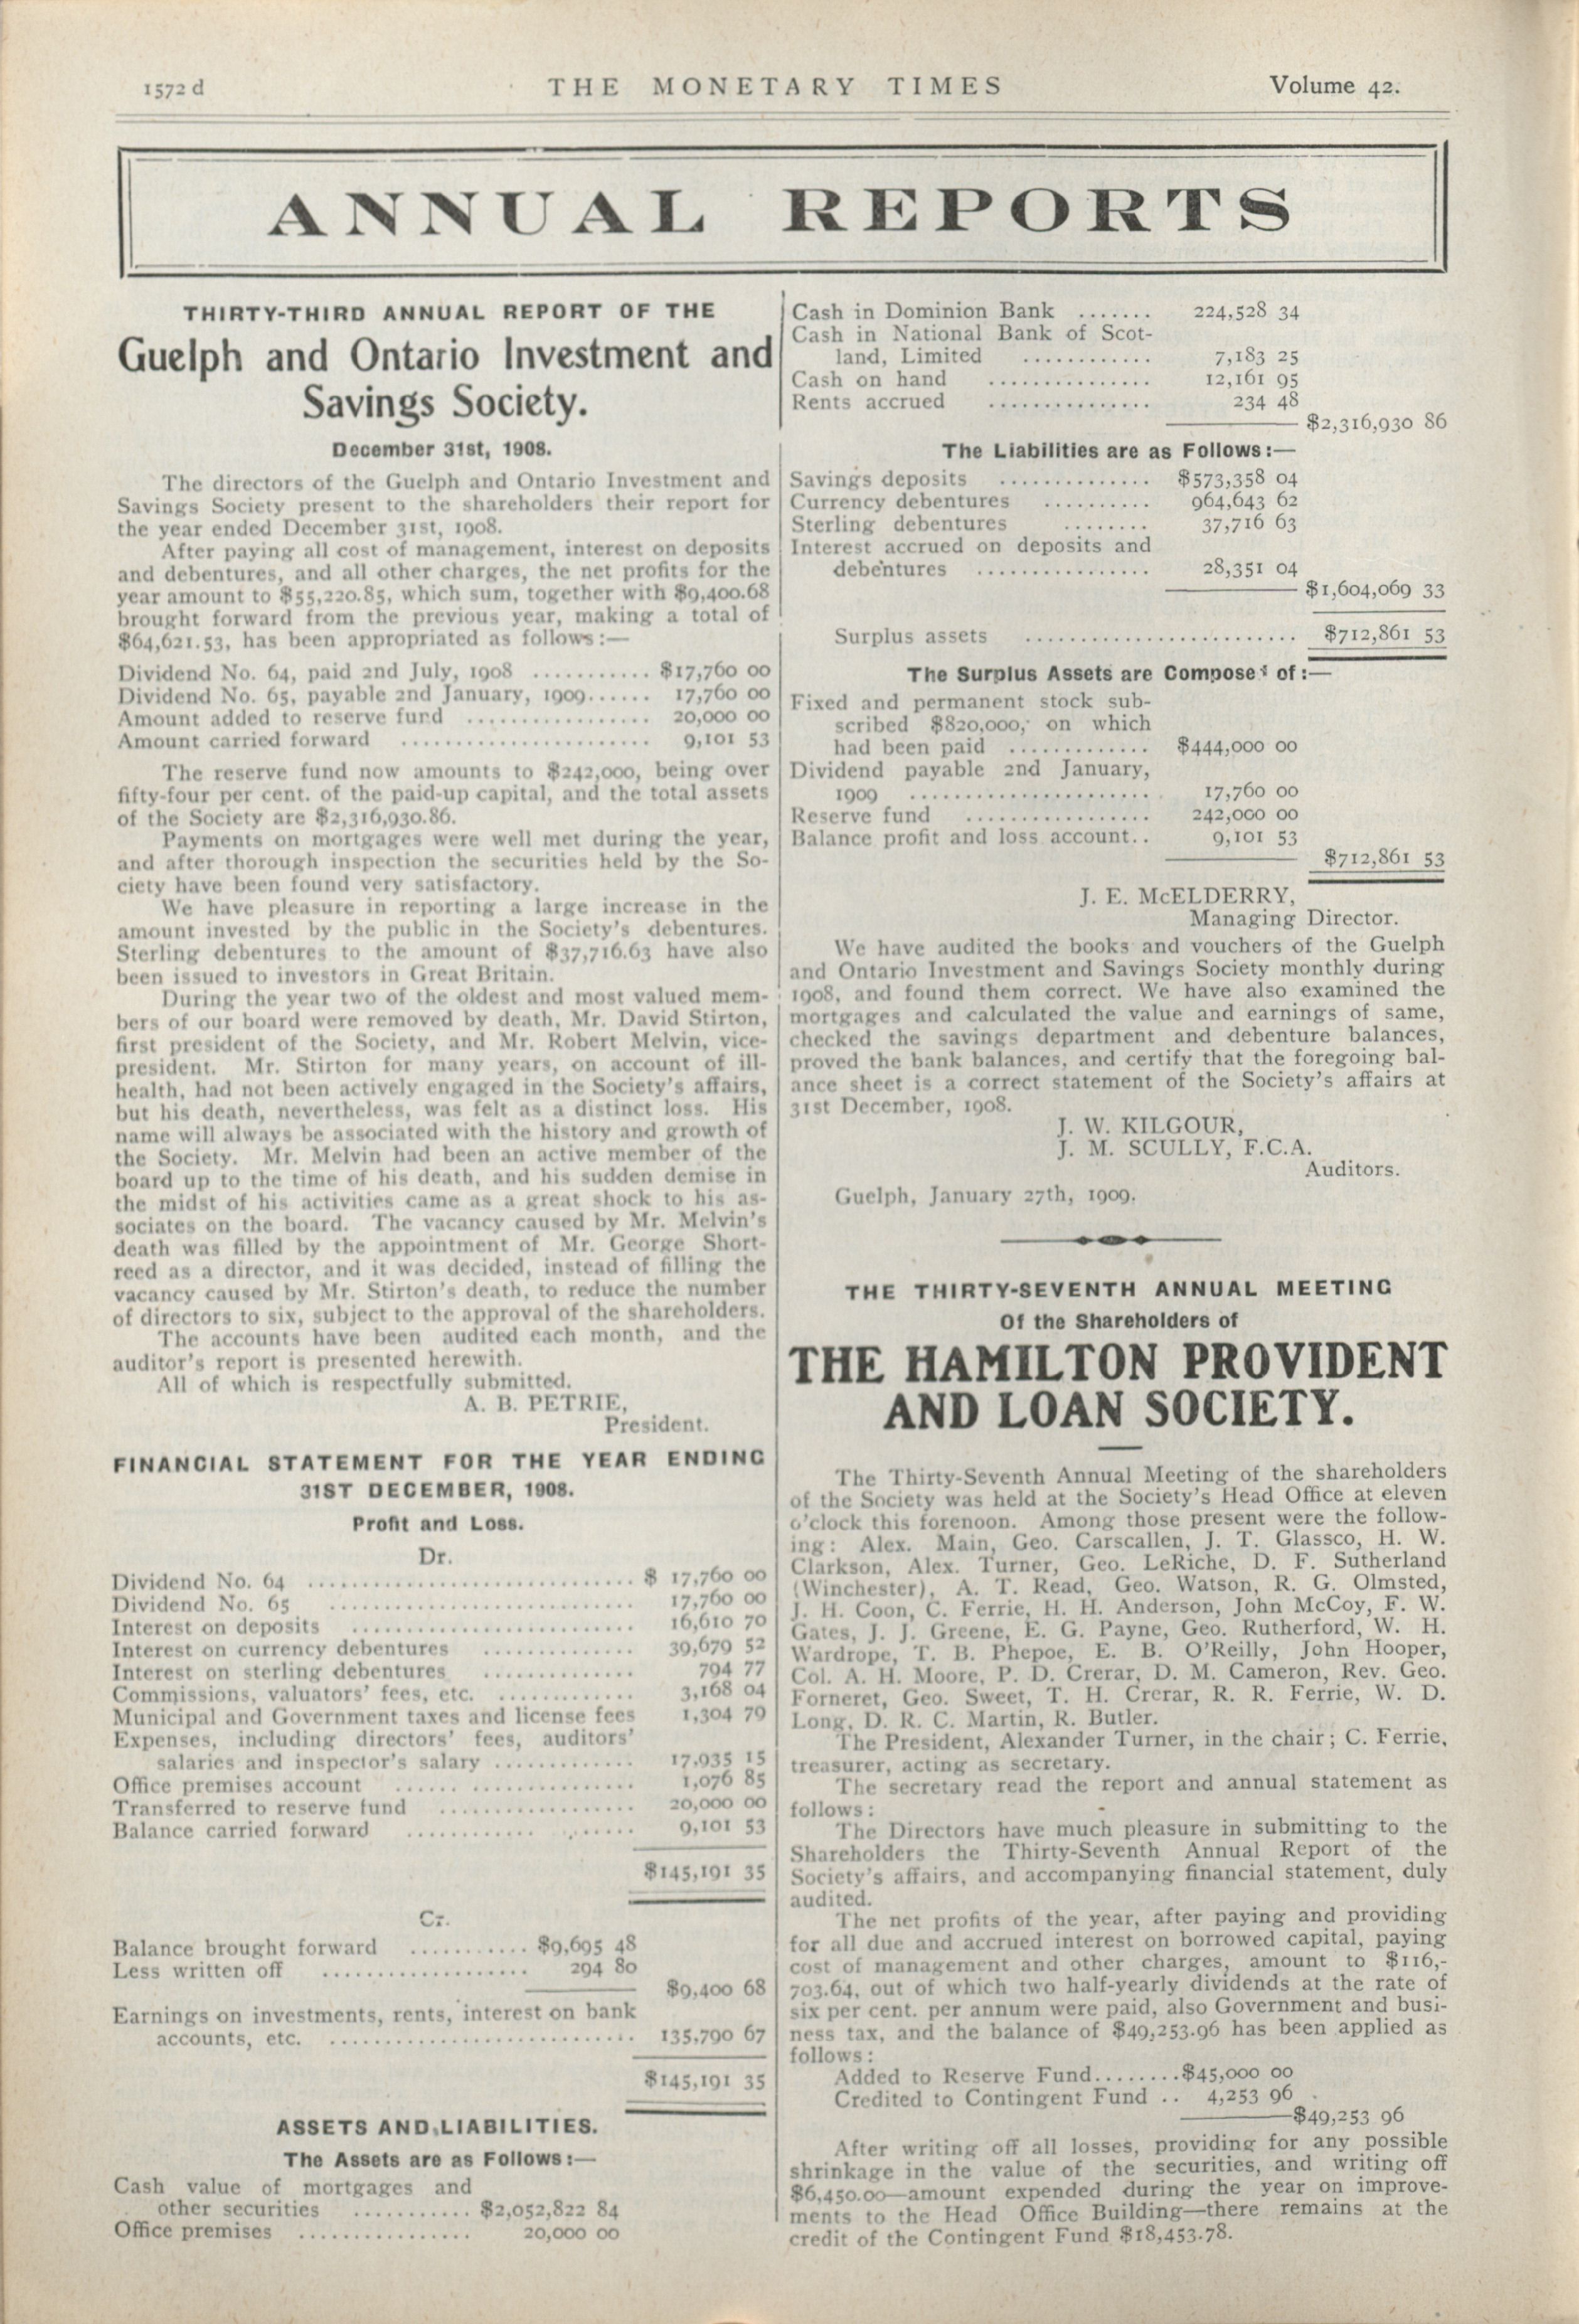 1572 d
THE MONETARY TIMES
Volume 42.
ANNUAL REPORTS
THIRTY-THIRD ANNUAL REPORT OF THE
Guelph and Ontario Investment and
Savings Society.
December 31st, 1908.
The directors of the Guelph and Ontario Investment and
Savings Society present to the shareholders their report for
the year ended December 31st, 1908.
After paying all cost of management, interest on deposits
and debentures, and all other charges, the net profits for the
year amount to $55,220.85, which sum, together with $9,400.68
brought forward from the previous year, making a total of
$64,621.53, has been appropriated as follows:—
Dividend No. 64, paid 2nd July, 1908 ........... $17,760 00
Dividend No. 65, payable 2nd January, 1909...... 17,760 00
Amount added to reserve fund ................. 20,000 00
Amount carried forward ....................... 9,101 53
The reserve fund now amounts to $242,000, being over
fifty-four per cent. of the paid-up capital, and the total assets
of the Society are $2,316,930.86.
Payments on mortgages were well met during the year,
and after thorough inspection the securities held by the So-
ciety have been found very satisfactory.
We have pleasure in reporting a large increase in the
amount invested by the public in the Society's debentures.
Sterling debentures to the amount of $37,716.63 have also
been issued to investors in Great Britain.
During the year two of the oldest and most valued mem-
bers of our board were removed by death, Mr. David Stirton,
first president of the Society, and Mr. Robert Melvin, vice-
president. Mr. Stirton for many years, on account of ill-
health, had not been actively engaged in the Society's affairs,
but his death, nevertheless, was felt as a distinct loss. His
name will always be associated with the history and growth of
the Society. Mr. Melvin had been an active member of the
board up to the time of his death, and his sudden demise in
the midst of his activities came as a great shock to his as-
sociates on the board. The vacancy caused by Mr. Melvin's
death was filled by the appointment of Mr. George Short-
reed as a director, and it was decided, instead of filling the
vacancy caused by Mr. Stirton's death, to reduce the number
of directors to six, subject to the approval of the shareholders.
The accounts have been audited each month, and the
auditor's report is presented herewith.
All of which is respectfully submitted.
A. B. PETRIE,
President.
FINANCIAL STATEMENT FOR THE YEAR ENDING
31ST DECEMBER, 1908.
Profit and Loss.
Dr.
Dividend No. 64 ............................. $ 17,760 00
Dividend No. 65 ........................... 17,760 00
Interest on deposits ......................... 16,610 70
Interest on currency debentures .............. 39,679 52
Interest on sterling debentures .............. 794 77
Commissions, valuators' fees, etc. ............. 3,168 04
Municipal and Government taxes and license fees 1,304 79
Expenses, including directors' fees, auditors'
salaries and inspector's salary ............. 17,935 15
Office premises account ...................... 1,076 85
Transferred to reserve fund .................. 20,000 00
Balance carried forward ..................... 9,101 53
$145,191 35
Cr.
Balance brought forward ........... $9,695 48
Less written off ................... 294 80
$9,400 68
Earnings on investments, rents, interest on bank
accounts, etc. ........................... 135,790 67
$145,191 35
ASSETS AND LIABILITIES.
The Assets are as Follows:—
Cash value of mortgages and
other securities ........... $2,052,822 84
Office premises ................ 20,000 00
Cash in Dominion Bank ....... 224,528 34
Cash in National Bank of Scot-
land, Limited ............ 7,183 25
Cash on hand ............... 12,161 95
Rents accrued ............... 234 48
$2,316,930 86
The Liabilities are as Follows:—
Savings deposits .............. $573,358 04
Currency debentures .......... 964,643 62
Sterling debentures ........ 37,716 63
Interest accrued on deposits and
debentures ................ 28,351 04
$1,604,069 33
Surplus assets ......................... $712,861 53
The Surplus Assets are Composed of:—
Fixed and permanent stock sub-
scribed $820,000, on which
had been paid ............. $444,000 00
Dividend payable 2nd January,
1909 ...................... 17,760 00
Reserve fund ................. 242,000 00
Balance profit and loss account.. 9,101 53
$712,861 53
J. E. McELDERRY,
Managing Director.
We have audited the books and vouchers of the Guelph
and Ontario Investment and Savings Society monthly during
1908, and found them correct. We have also examined the
mortgages and calculated the value and earnings of same,
checked the savings department and debenture balances,
proved the bank balances, and certify that the foregoing bal-
ance sheet is a correct statement of the Society's affairs at
31st December, 1908.
J. W. KILGOUR,
J. M. SCULLY, F.C.A.
Auditors.
Guelph, January 27th, 1909.
THE THIRTY-SEVENTH ANNUAL MEETING
Of the Shareholders of
THE HAMILTON PROVIDENT
AND LOAN SOCIETY.
The Thirty-Seventh Annual Meeting of the shareholders
of the Society was held at the Society's Head Office at eleven
o'clock this forenoon. Among those present were the follow-
ing: Alex. Main, Geo. Carscallen, J. T. Glassco, H. W.
Clarkson, Alex. Turner, Geo. LeRiche, D. F. Sutherland
(Winchester), A. T. Read, Geo. Watson, R. G. Olmsted,
J. H. Coon, C. Ferrie, H. H. Anderson, John McCoy, F. W.
Gates, J. J. Greene, E. G. Payne, Geo. Rutherford, W. H.
Wardrope, T. B. Phepoe, E. B. O'Reilly, John Hooper,
Col. A. H. Moore, P. D. Crerar, D. M. Cameron, Rev. Geo.
Forneret, Geo. Sweet, T. H. Crerar, R. R. Ferrie, W. D.
Long, D. R. C. Martin, R. Butler.
The President, Alexander Turner, in the chair; C. Ferrie,
treasurer, acting as secretary.
The secretary read the report and annual statement as
follows:
The Directors have much pleasure in submitting to the
Shareholders the Thirty-Seventh Annual Report of the
Society's affairs, and accompanying financial statement, duly
audited.
The net profits of the year, after paying and providing
for all due and accrued interest on borrowed capital, paying
cost of management and other charges, amount to $116,-
703.64, out of which two half-yearly dividends at the rate of
six per cent. per annum were paid, also Government and busi-
ness tax, and the balance of $49,253.96 has been applied as
follows:
Added to Reserve Fund........$45,000 00
Credited to Contingent Fund .. 4,253 96
$49,253 96
After writing off all losses, providing for any possible
shrinkage in the value of the securities, and writing off
$6,450.00—amount expended during the year on improve-
ments to the Head Office Building—there remains at the
credit of the Contingent Fund $18,453.78.